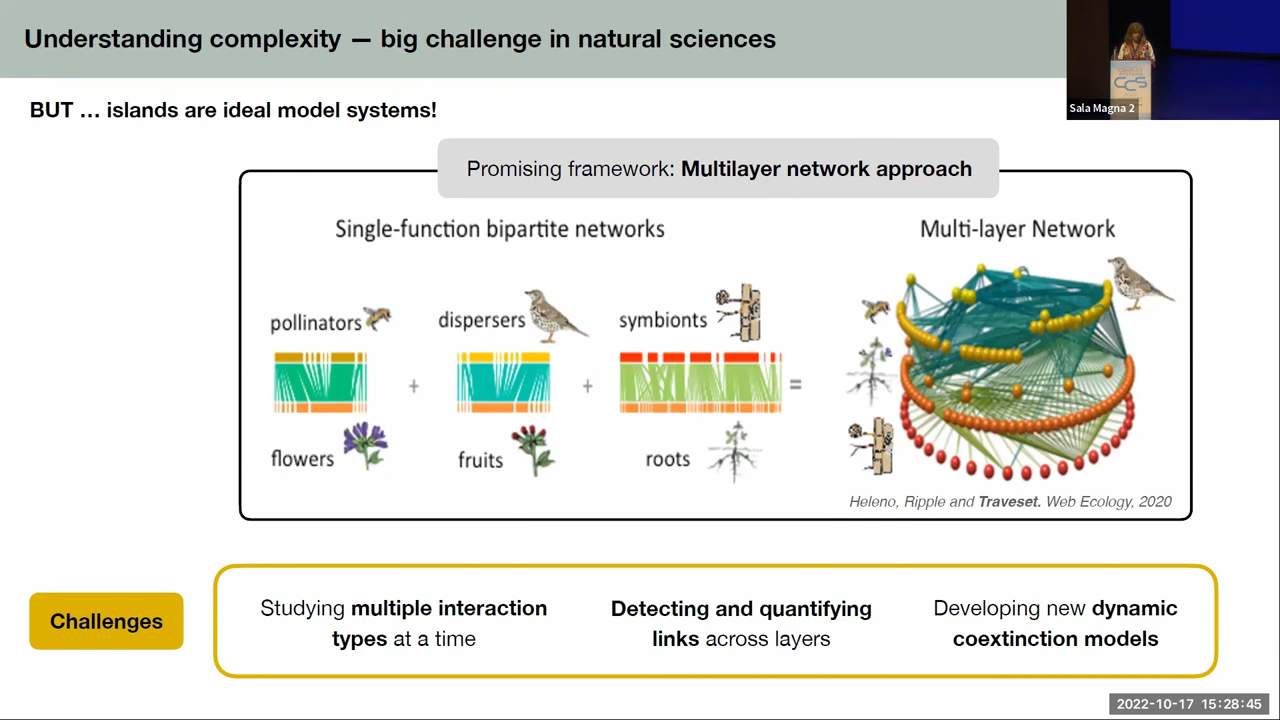 Understanding complexity — big challenge in natural sciences
BUT … islands are ideal model systems!
CCS
Sala Magna 2
Promising framework: Multilayer network approach
Single-function bipartite networks
Multi-layer Network
pollinators
dispersers
symbionts
+
+
=
flowers
fruits
roots
Heleno, Ripple and Traveset. Web Ecology, 2020
Challenges
Studying multiple interaction
types at a time
Detecting and quantifying
links across layers
Developing new dynamic
coextinction models
2022-10-17 15:28:45